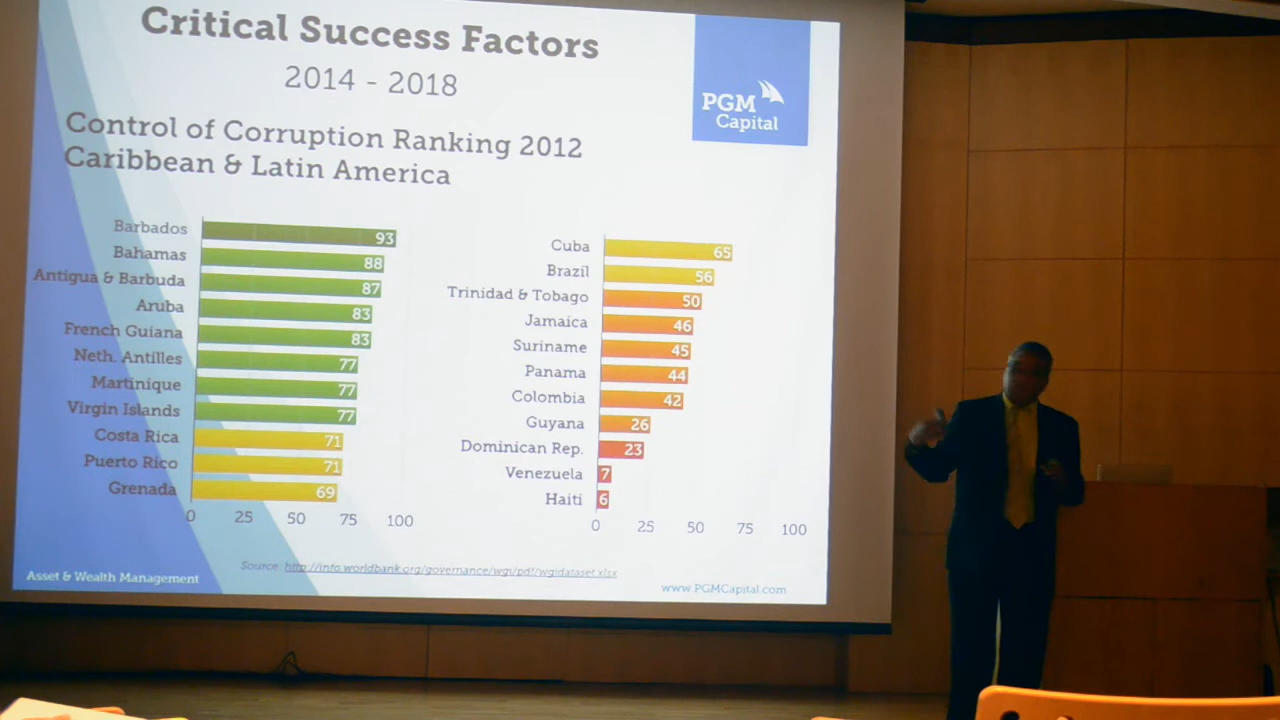 Critical Success Factors
2014 - 2018
PGM
Capital
Control of Corruption Ranking 2012
Caribbean & Latin America
Barbados 93
Bahamas 88
Antigua & Barbuda 87
Aruba 83
French Guiana 83
Neth. Antilles 77
Martinique 77
Virgin Islands 77
Costa Rica 71
Puerto Rico 71
Grenada 69
0 25 50 75 100
Cuba 65
Brazil 56
Trinidad & Tobago 50
Jamaica 46
Suriname 45
Panama 44
Colombia 42
Guyana 26
Dominican Rep. 23
Venezuela 7
Haiti 6
0 25 50 75 100
Source: http://info.worldbank.org/governance/wgi/pdf/wgidataset.xlsx
Asset & Wealth Management
www.PGMCapital.com